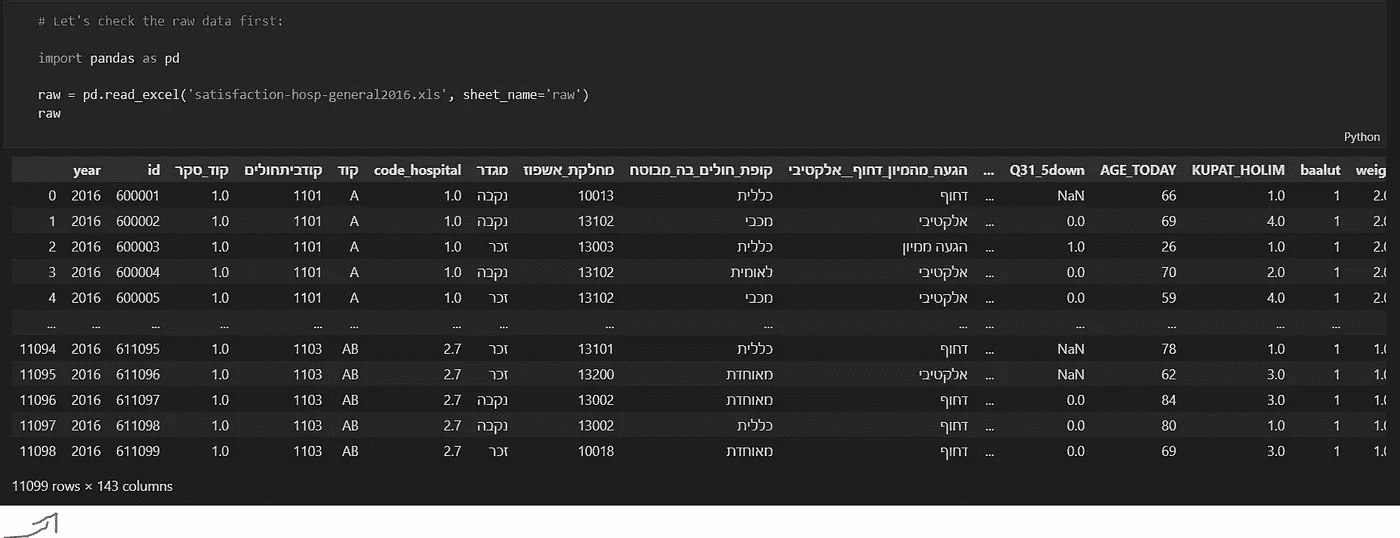 # Let's check the raw data first:
import pandas as pd
raw = pd.read_excel('satisfaction-hosp-general2016.xls', sheet_name='raw')
raw
Python
year id קוד_סקר קודביתחולים קוד code_hospital מגדר מחלקת_אשפוז קופת_חולים_בה_מבוטח הגעה_מהמיון_דחוף__אלקטיבי ... Q31_5down AGE_TODAY KUPAT_HOLIM baalut weig
0 2016 600001 1.0 1101 A 1.0 נקבה 10013 כללית דחוף ... NaN 66 1.0 1 2.0
1 2016 600002 1.0 1101 A 1.0 נקבה 13102 מכבי אלקטיבי ... 0.0 69 4.0 1 2.0
2 2016 600003 1.0 1101 A 1.0 זכר 13003 כללית הגעה ממיון ... 1.0 26 1.0 1 2.0
3 2016 600004 1.0 1101 A 1.0 נקבה 13102 לאומית אלקטיבי ... 0.0 70 2.0 1 2.0
4 2016 600005 1.0 1101 A 1.0 זכר 13102 מכבי אלקטיבי ... 0.0 59 4.0 1 2.0
... ... ... ... ... ... ... ... ... ... ... ... ... ... ... ...
11094 2016 611095 1.0 1103 AB 2.7 זכר 13101 כללית דחוף ... NaN 78 1.0 1 1.0
11095 2016 611096 1.0 1103 AB 2.7 זכר 13200 מאוחדת אלקטיבי ... NaN 62 3.0 1 1.0
11096 2016 611097 1.0 1103 AB 2.7 נקבה 13002 מאוחדת דחוף ... 0.0 84 3.0 1 1.0
11097 2016 611098 1.0 1103 AB 2.7 נקבה 13002 כללית דחוף ... 0.0 80 1.0 1 1.0
11098 2016 611099 1.0 1103 AB 2.7 זכר 10018 מאוחדת דחוף ... 0.0 69 3.0 1 1.0
11099 rows × 143 columns